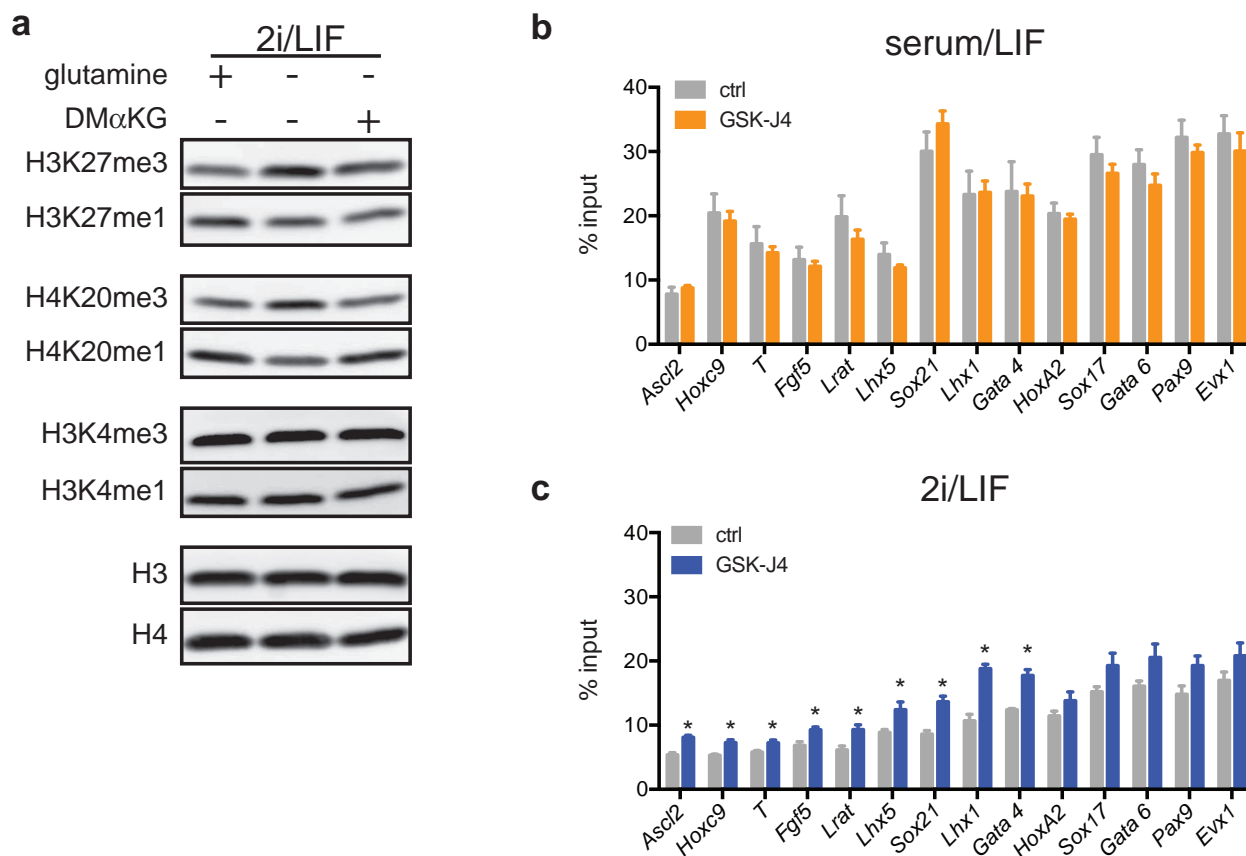 a
2i/LIF
glutamine + - -
DMαKG - - +
H3K27me3
H3K27me1
H4K20me3
H4K20me1
H3K4me3
H3K4me1
H3
H4
b
serum/LIF
ctrl
GSK-J4
% input
40
30
20
10
0
Ascl2 Hoxc9 T Fgf5 Lrat Lhx5 Sox21 Lhx1 Gata 4 HoxA2 Sox17 Gata 6 Pax9 Evx1
c
2i/LIF
ctrl
GSK-J4
% input
40
30
20
10
0
* * * * * * * * *
Ascl2 Hoxc9 T Fgf5 Lrat Lhx5 Sox21 Lhx1 Gata 4 HoxA2 Sox17 Gata 6 Pax9 Evx1